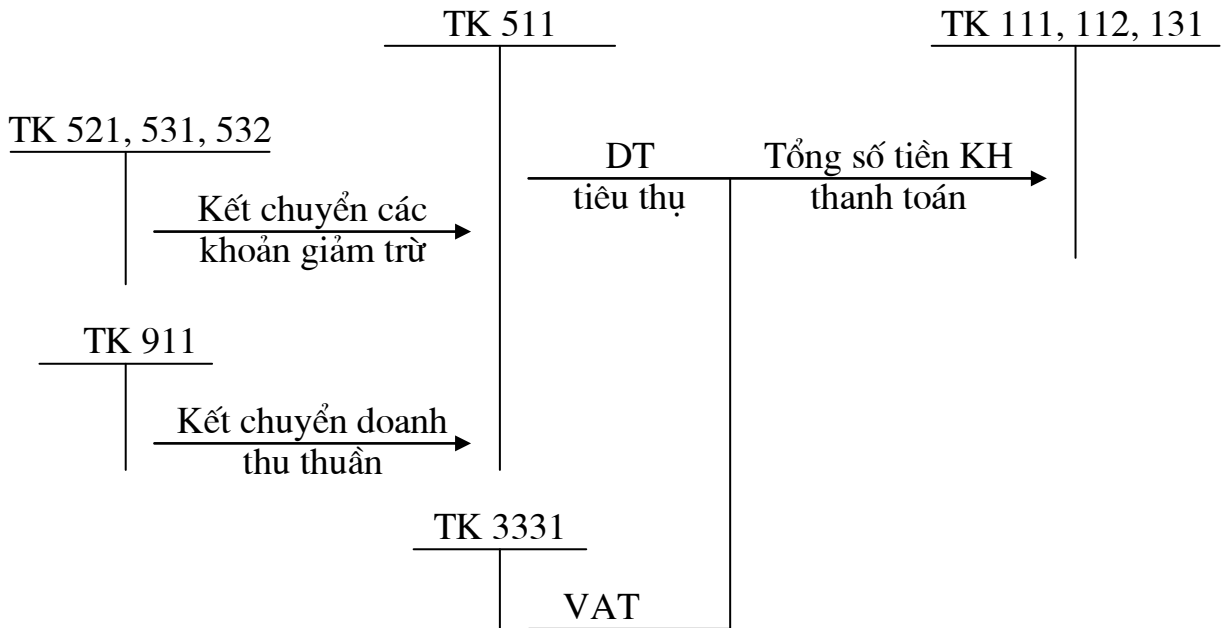 TK 511
TK 111, 112, 131
TK 521, 531, 532
DT
tiêu thụ
Tổng số tiền KH
thanh toán
Kết chuyển các
khoản giảm trừ
TK 911
Kết chuyển doanh
thu thuần
TK 3331
VAT